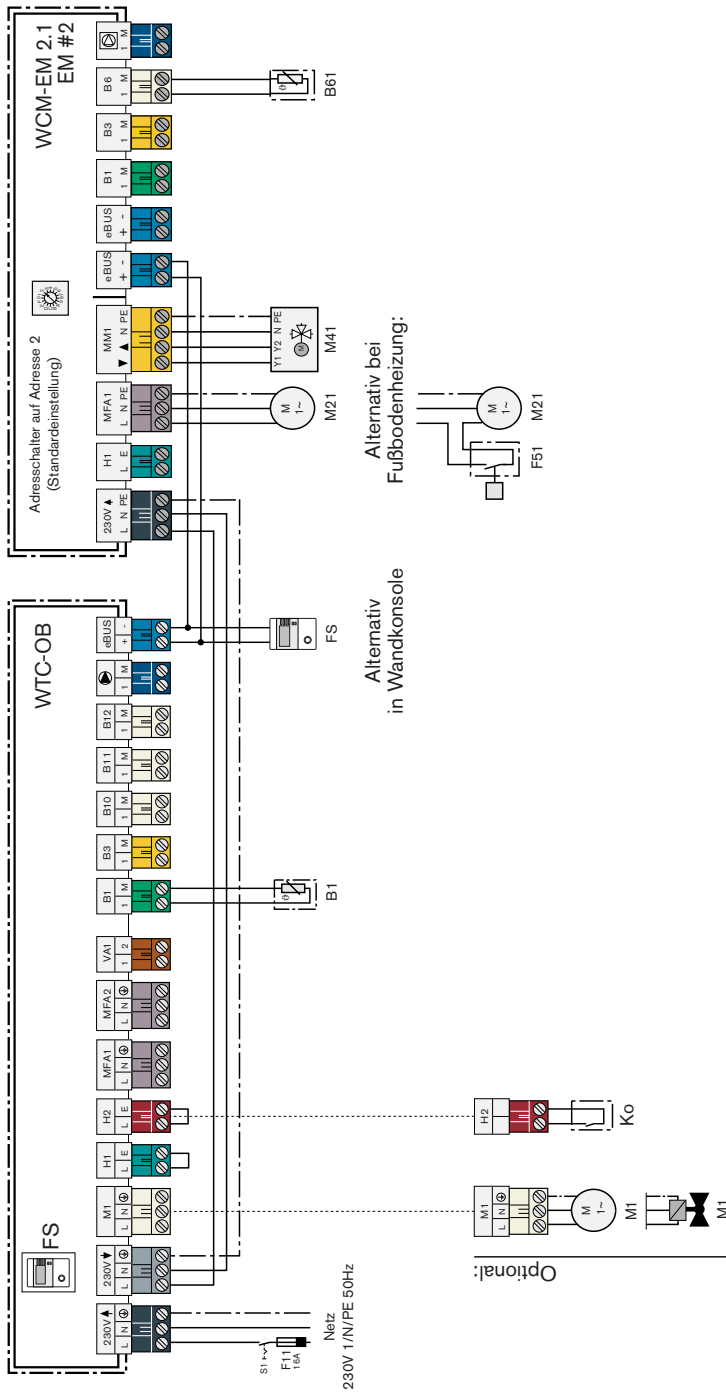 WTC-OB
FS
230V ▲
L N ⏚
230V ▼
L N ⏚
M1
L N ⏚
H1
L E
H2
L E
MFA1
L N ⏚
MFA2
L N ⏚
VA1
1 2
B1
1 M
B3
1 M
B10
1 M
B11
1 M
B12
1 M
1 M
eBUS
+ -
WCM-EM 2.1
EM #2
Adressschalter auf Adresse 2
(Standardeinstellung)
230V ▲
L N PE
H1
L E
MFA1
L N PE
MM1
▼ ▲ N PE
eBUS
+ -
eBUS
+ -
B1
1 M
B3
1 M
B6
1 M
1 M
S1
F11
16A
Netz
230V 1/N/PE 50Hz
ϑ
B1
FS
M
1~
M21
Y1 Y2 N PE
M
M41
ϑ
B61
Alternativ
in Wandkonsole
Alternativ bei
Fußbodenheizung:
F51
M
1~
M21
Optional:
M1
L N ⏚
M
1~
M1
M1
H2
L E
Ko